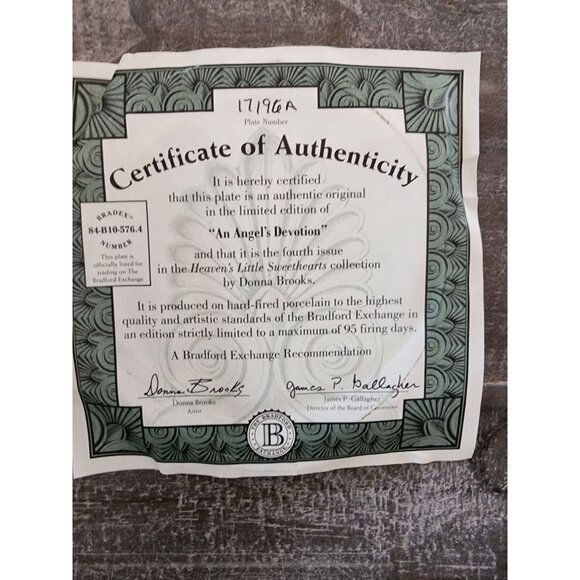 17196A
Plate Number
Certificate of Authenticity
It is hereby certified
that this plate is an authentic original
in the limited edition of
"An Angel's Devotion"
and that it is the fourth issue
in the Heaven's Little Sweethearts collection
by Donna Brooks.
It is produced on hard-fired porcelain to the highest
quality and artistic standards of the Bradford Exchange in
an edition strictly limited to a maximum of 95 firing days.
A Bradford Exchange Recommendation
BRADEX
84-B10-576.4
NUMBER
This plate is
officially listed for
trading on The
Bradford Exchange
Donna Brooks
Donna Brooks
Artist
James P. Gallagher
James P. Gallagher
Director of the Board of Governors
THE BRADFORD
B
EXCHANGE